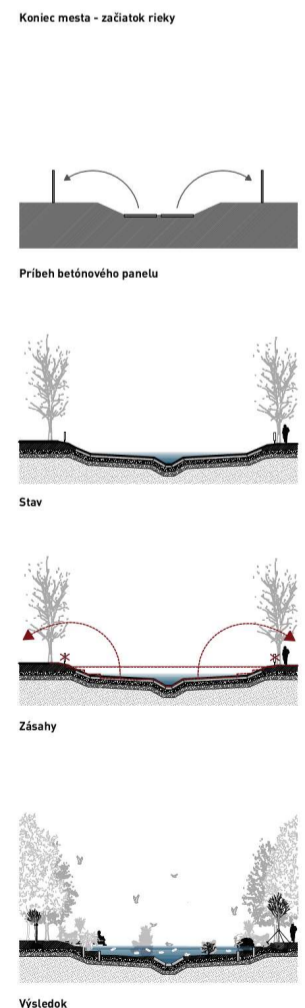 Koniec mesta - začiatok rieky
Príbeh betónového panelu
Stav
Zásahy
Výsledok